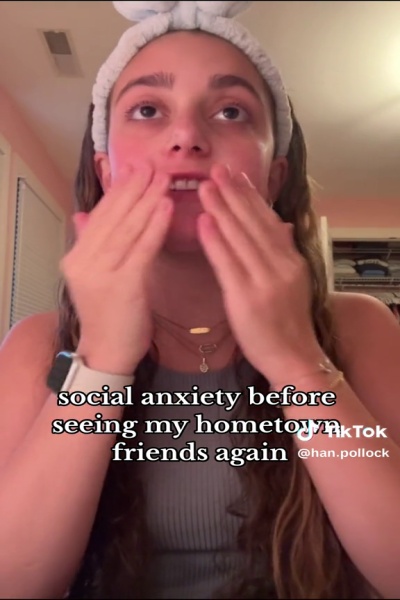 social anxiety before
seeing my hometown
friends again
TikTok
@han.pollock